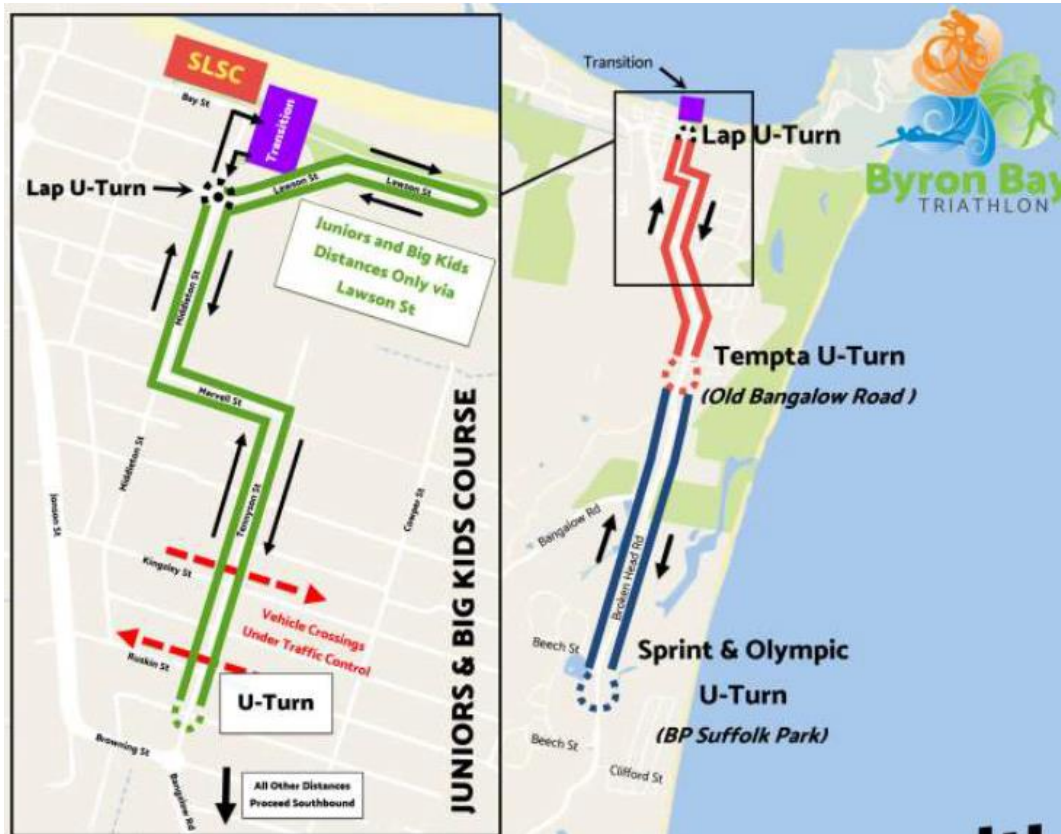 SLSC
Bay St
Transition
Lap U-Turn
Lawson St
Lawson St
Juniors and Big Kids
Distances Only via
Lawson St
Middleton St
Marvell St
Middleton St
Tennyson St
Cowper St
Jonson St
Kingsley St
Vehicle Crossings
Under Traffic Control
Ruskin St
U-Turn
Browning St
Bangalow Rd
All Other Distances
Proceed Southbound
JUNIORS & BIG KIDS COURSE
Transition
Lap U-Turn
Byron Bay
TRIATHLON
Tempta U-Turn
(Old Bangalow Road )
Bangalow Rd
Broken Head Rd
Beech St
Sprint & Olympic
U-Turn
(BP Suffolk Park)
Beech St
Clifford St